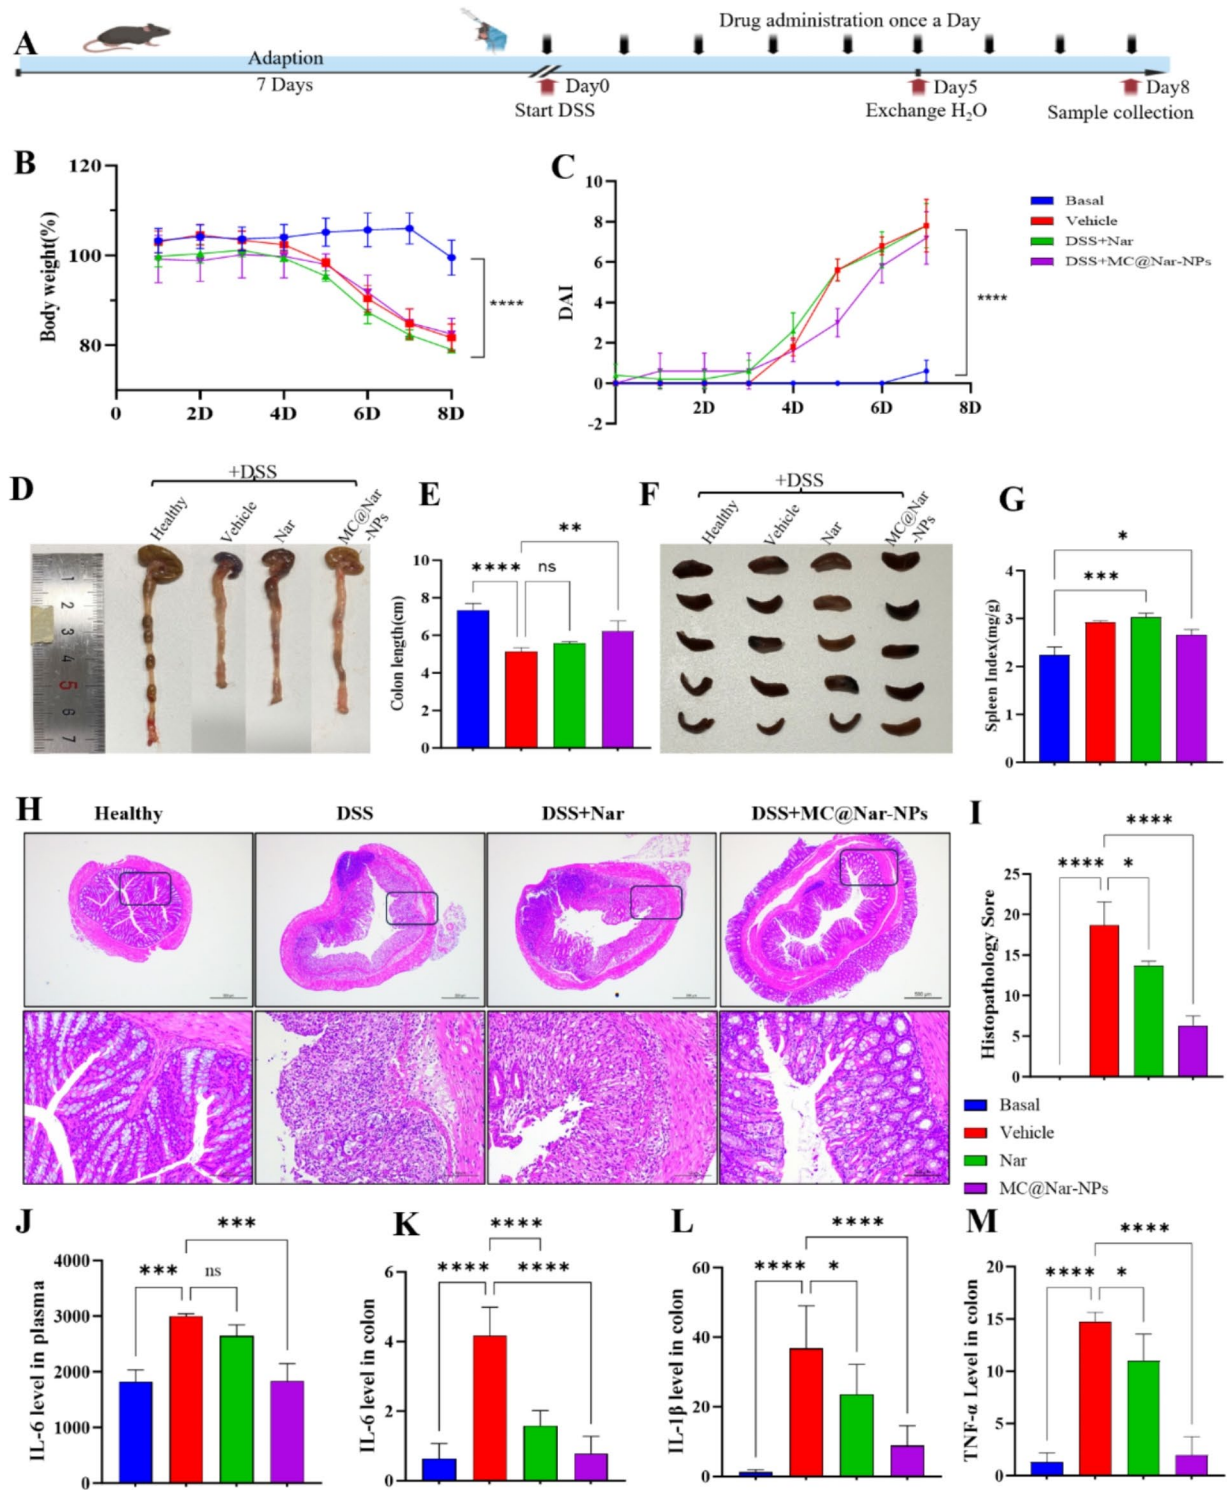 A
Drug administration once a Day
Adaption
7 Days
Day0
Start DSS
Day5
Exchange H₂O
Day8
Sample collection
B
Body weight(%)
120
100
80
0
2D
4D
6D
8D
****
C
DAI
10
8
6
4
2
0
-2
2D
4D
6D
8D
****
Basal
Vehicle
DSS+Nar
DSS+MC@Nar-NPs
D
+DSS
Healthy
Vehicle
Nar
MC@Nar
-NPs
1
2
3
4
5
6
7
E
Colon length(cm)
10
8
6
4
2
0
****
ns
**
F
+DSS
Healthy
Vehicle
Nar
MC@Nar
-NPs
G
Spleen Index(mg/g)
4
3
2
1
0
***
*
H
Healthy
DSS
DSS+Nar
DSS+MC@Nar-NPs
I
Histopathology Sore
25
20
15
10
5
0
****
*
****
Basal
Vehicle
Nar
MC@Nar-NPs
J
IL-6 level in plasma
4000
3000
2000
1000
0
***
ns
***
K
IL-6 level in colon
6
4
2
0
****
****
****
L
IL-1β level in colon
60
40
20
0
****
*
****
M
TNF-α Level in colon
20
15
10
5
0
****
*
****